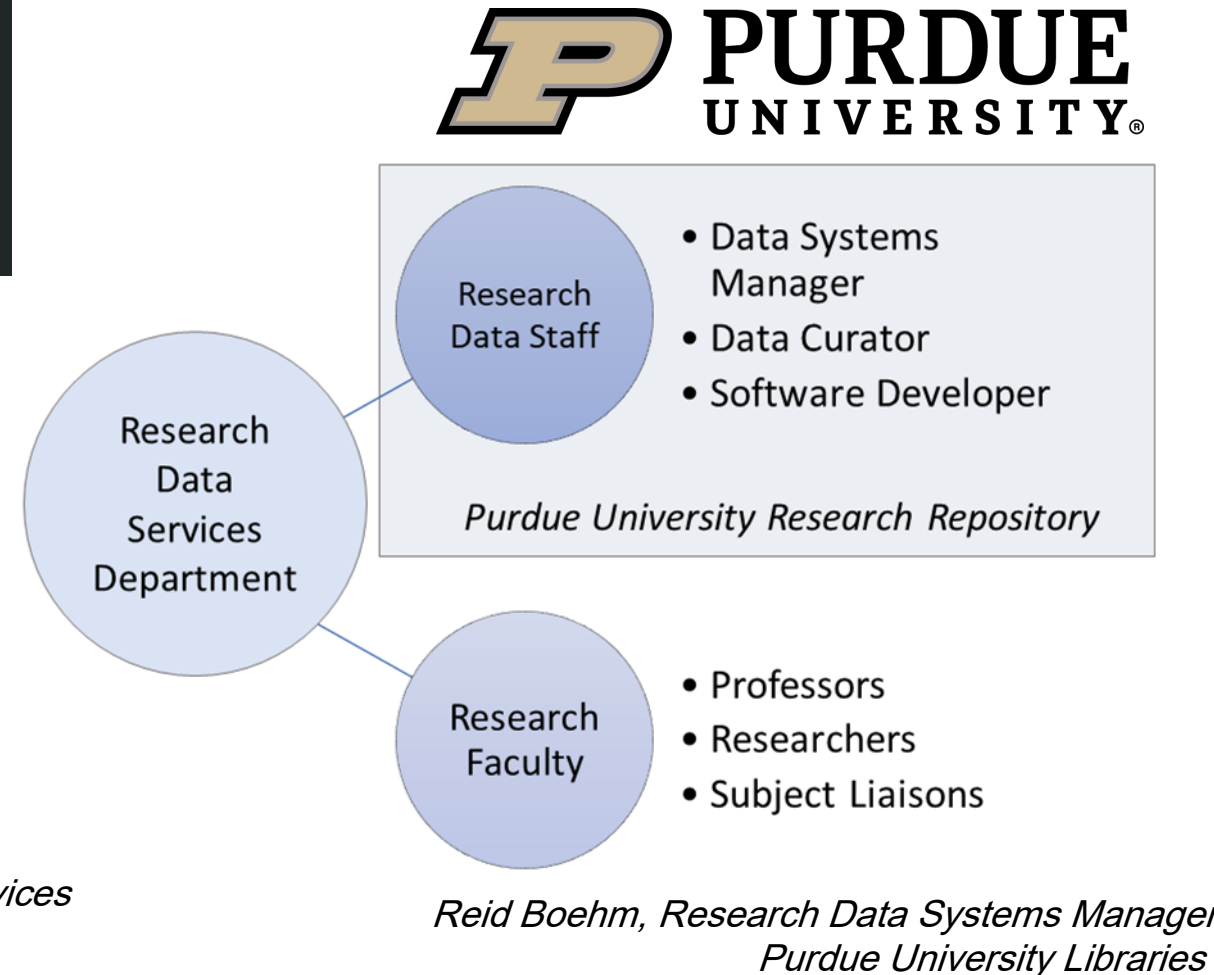 PURDUE
UNIVERSITY®
Research
Data Staff
• Data Systems
Manager
• Data Curator
• Software Developer
Purdue University Research Repository
Research
Data
Services
Department
Research
Faculty
• Professors
• Researchers
• Subject Liaisons
Reid Boehm, Research Data Systems Manager
Purdue University Libraries